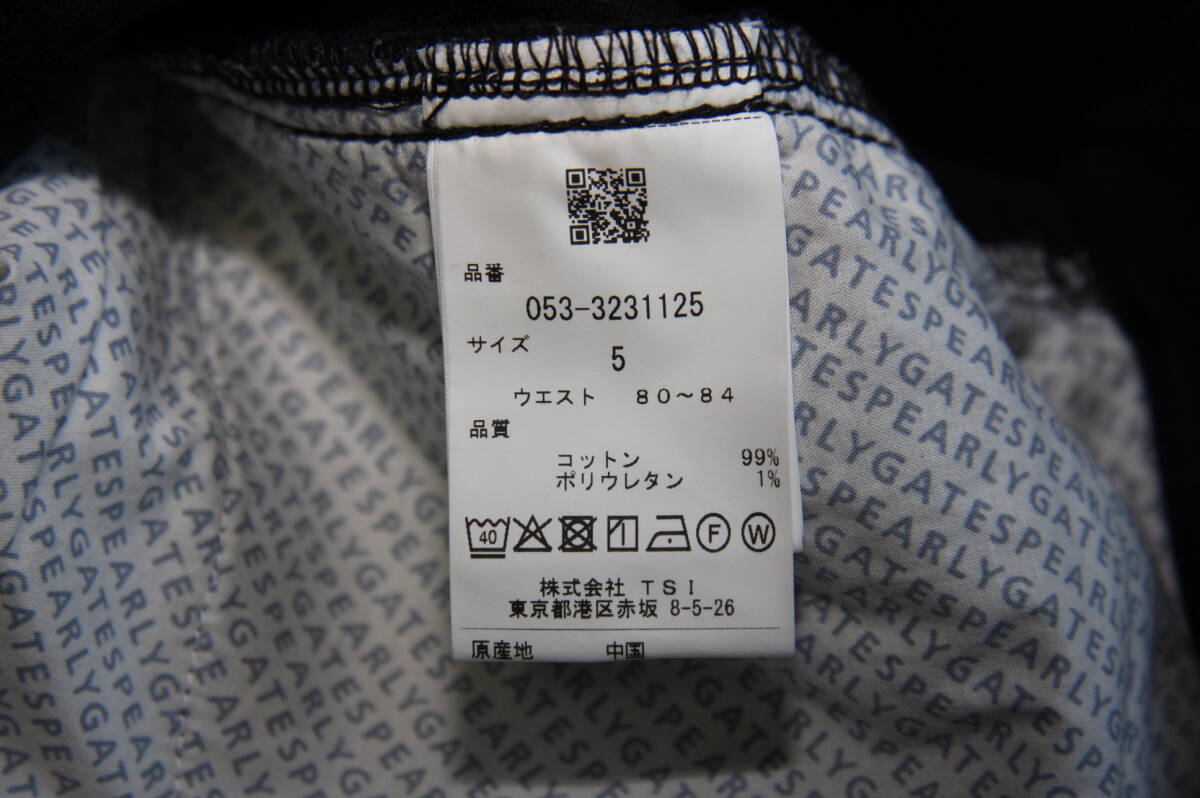 品番
053-3231125
サイズ
5
ウエスト 80～84
品質
コットン 99%
ポリウレタン 1%
40 F W
株式会社 TSI
東京都港区赤坂 8-5-26
原産地 中国
PEARLYGATES